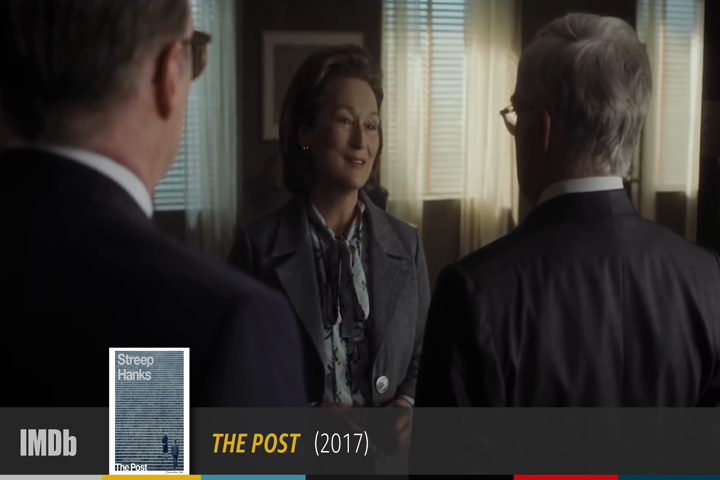 Streep
Hanks
The Post
IMDb
THE POST (2017)